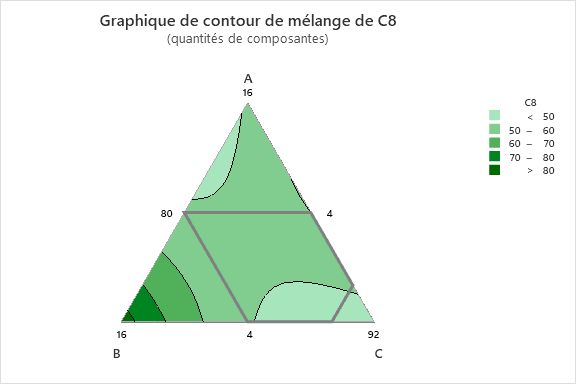 Graphique de contour de mélange de C8
(quantités de composantes)
A
16
C8
< 50
50 – 60
60 – 70
70 – 80
> 80
80
4
16
4
92
B
C